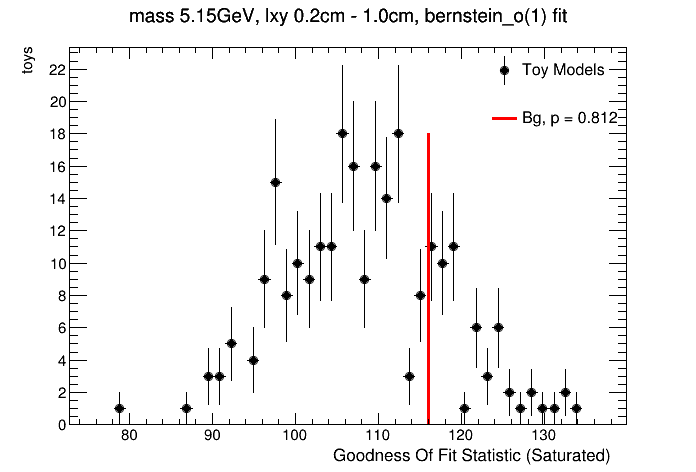 mass 5.15GeV, lxy 0.2cm - 1.0cm, bernstein_o(1) fit
toys
22
20
18
16
14
12
10
8
6
4
2
0
Toy Models
Bg, p = 0.812
80 90 100 110 120 130
Goodness Of Fit Statistic (Saturated)